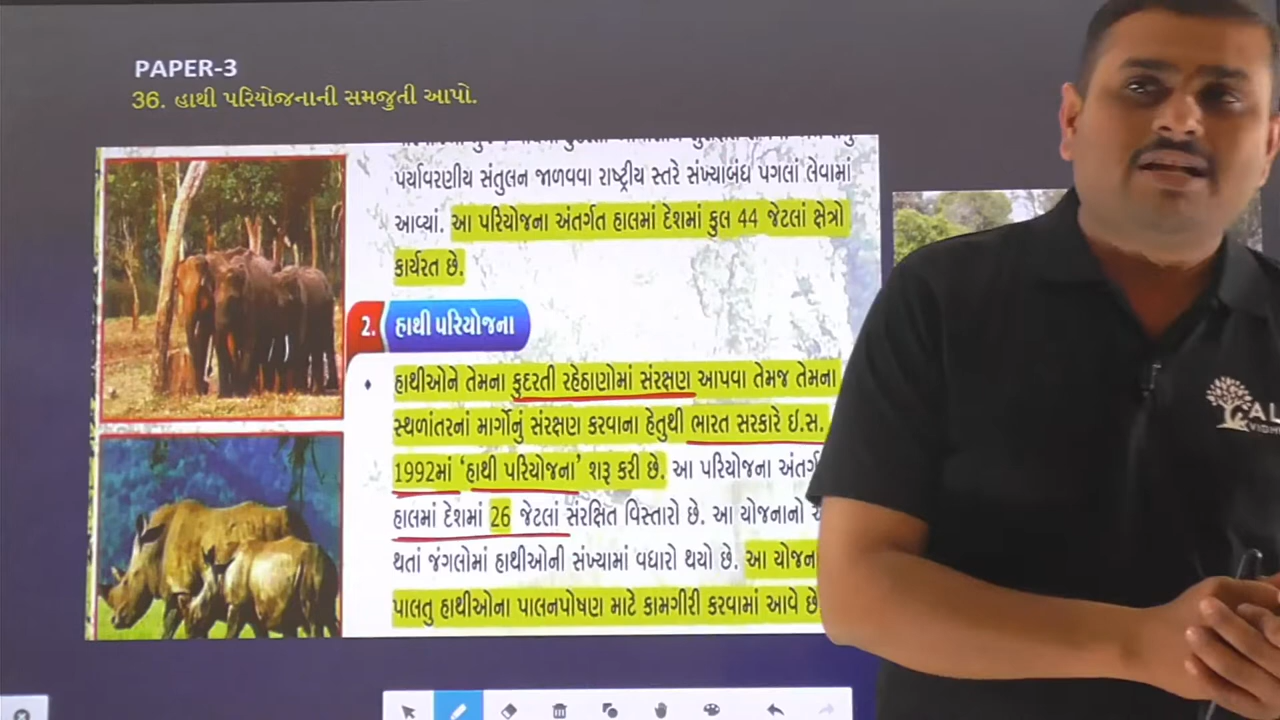 PAPER-3
36. હાથી પરિયોજનાની સમજુતી આપો.
પર્યાવરણીય સંતુલન જાળવવા રાષ્ટ્રીય સ્તરે સંખ્યાબંધ પગલાં લેવામાં
આવ્યાં. આ પરિયોજના અંતર્ગત હાલમાં દેશમાં કુલ 44 જેટલાં ક્ષેત્રો
કાર્યરત છે.
2. હાથી પરિયોજના
હાથીઓને તેમના કુદરતી રહેઠાણોમાં સંરક્ષણ આપવા તેમજ તેમના
સ્થળાંતરનાં માર્ગોનું સંરક્ષણ કરવાના હેતુથી ભારત સરકારે ઇ.સ.
1992માં ‘હાથી પરિયોજના’ શરૂ કરી છે. આ પરિયોજના
હાલમાં દેશમાં 26 જેટલાં સંરક્ષિત વિસ્તારો છે. આ યોજનાનો
થતાં જંગલોમાં હાથીઓની સંખ્યામાં વધારો થયો છે. આ
પાલતુ હાથીઓના પાલનપોષણ માટે કામગીરી કરવામાં આવે છે